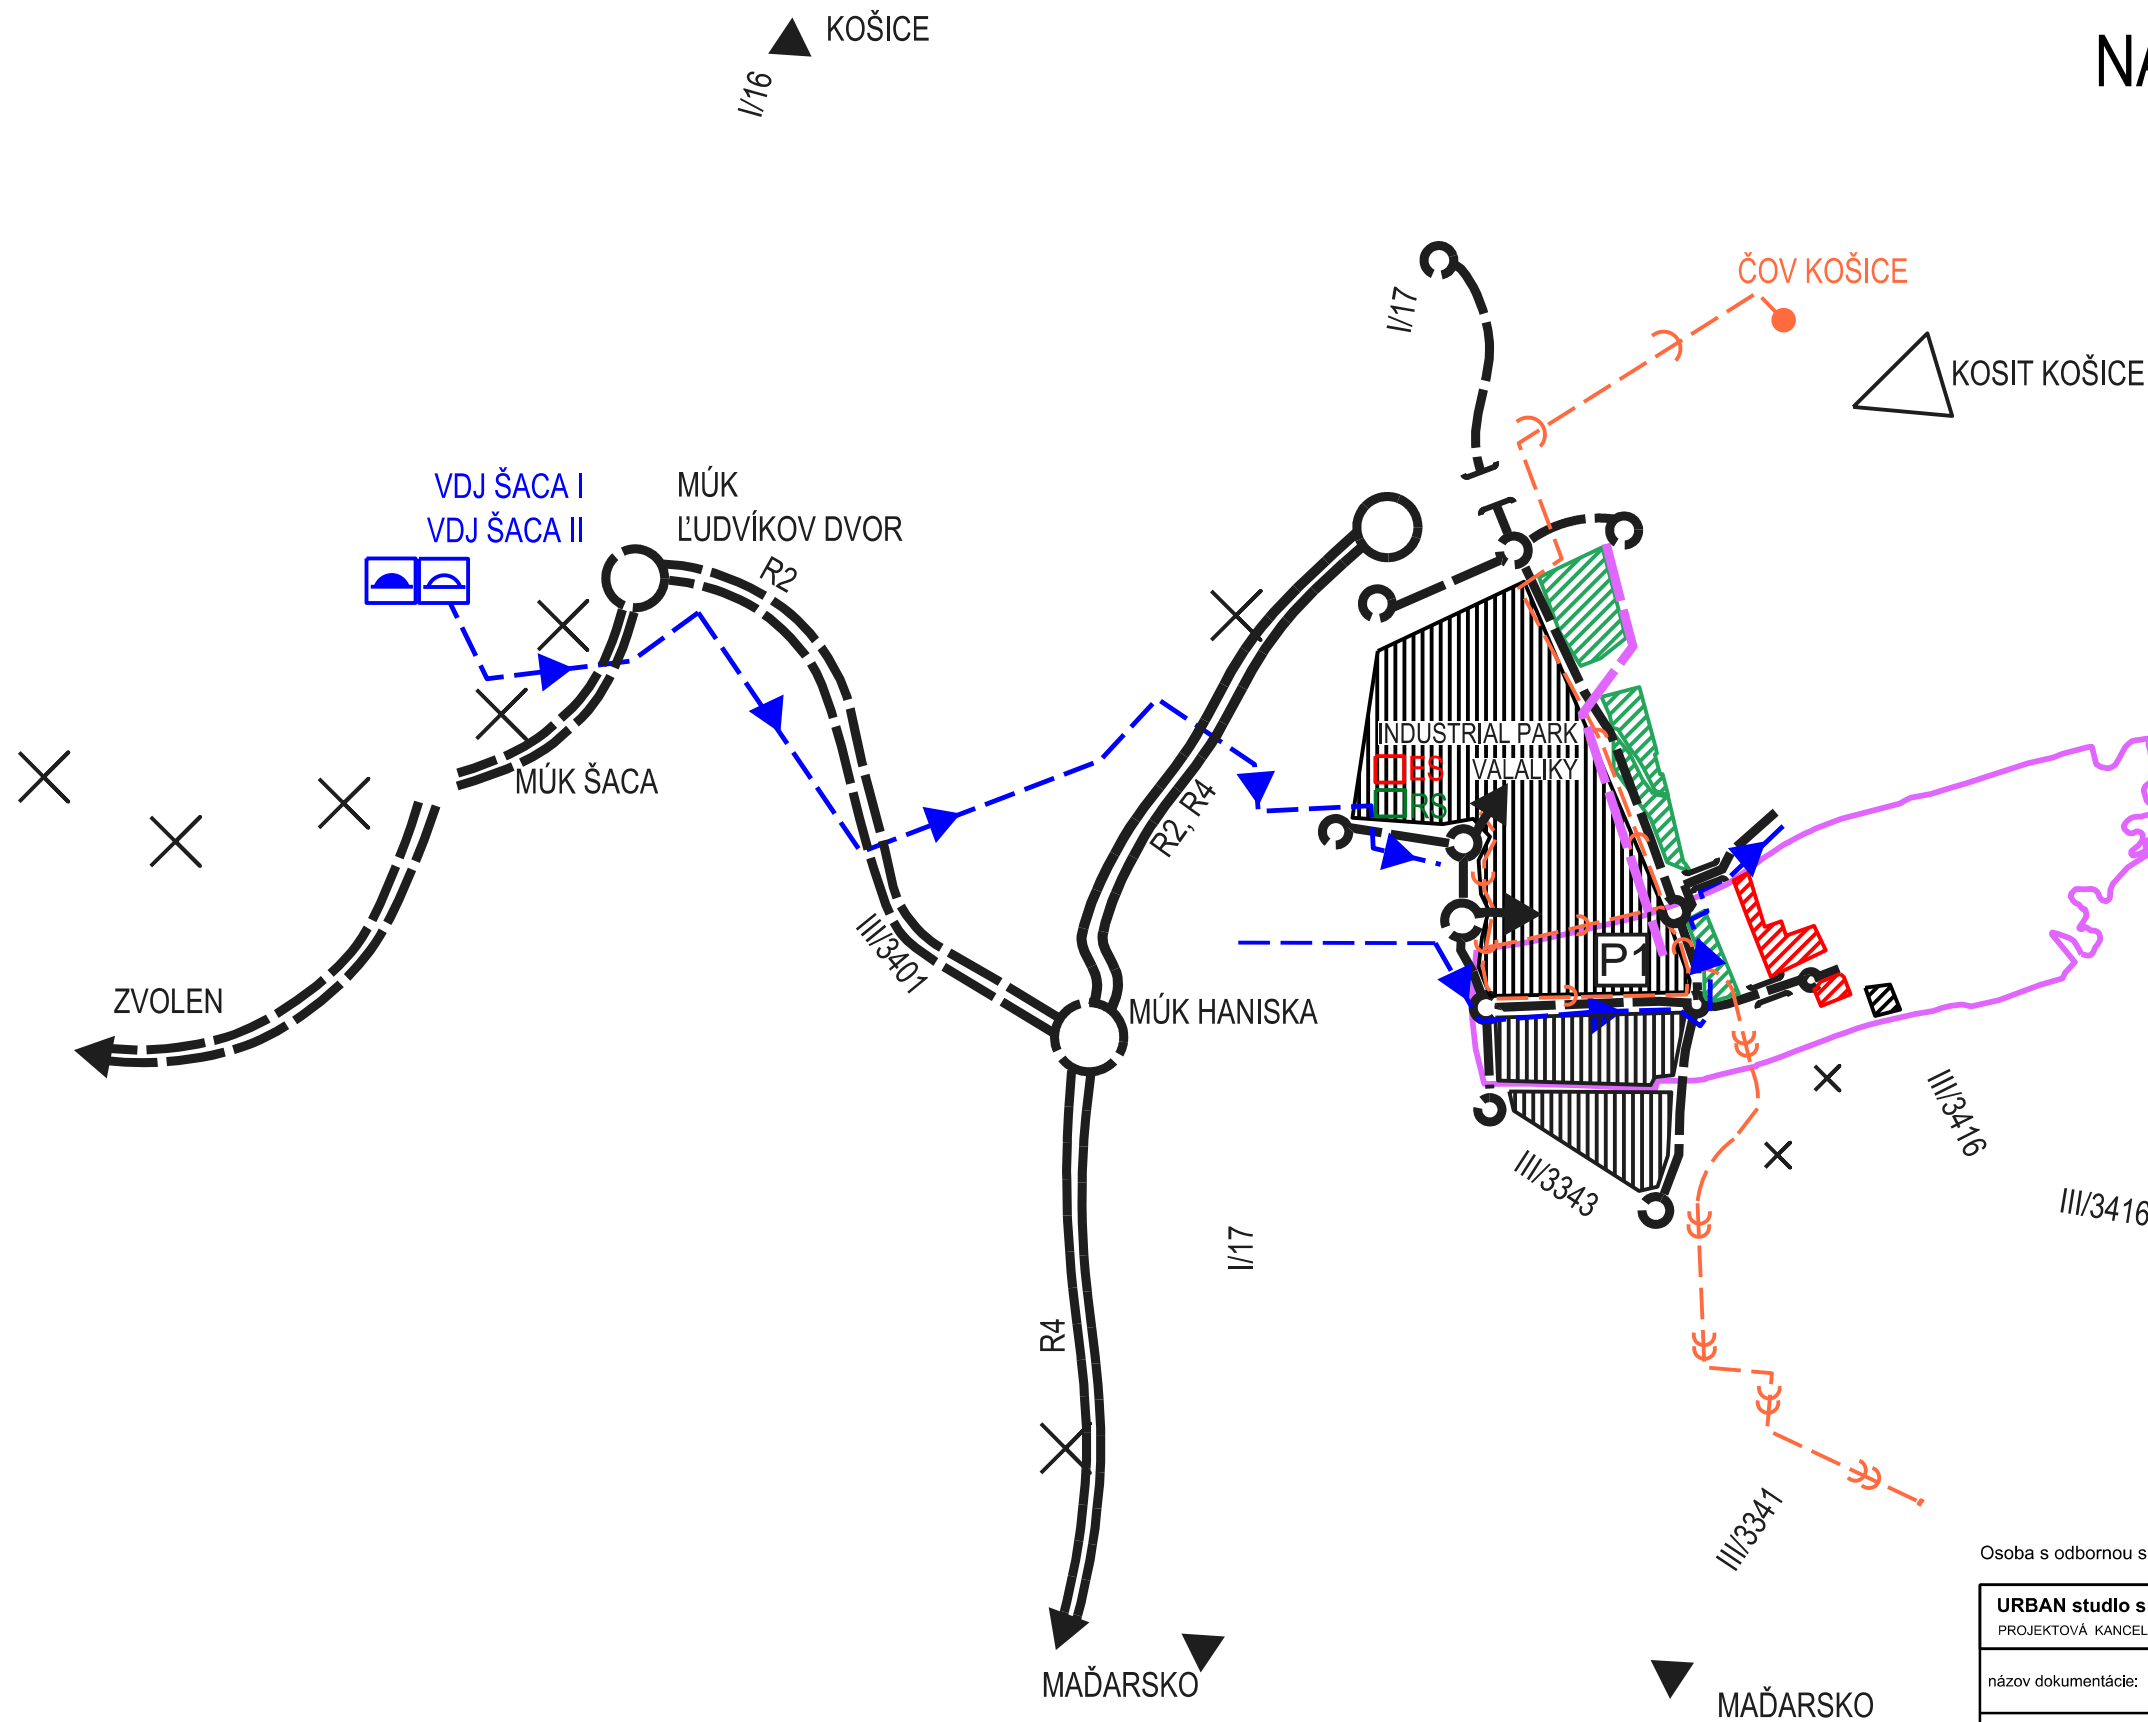 KOŠICE
I/16
NA
I/17
ČOV KOŠICE
KOSIT KOŠICE
VDJ ŠACA I
VDJ ŠACA II
MÚK
ĽUDVÍKOV DVOR
R2
INDUSTRIAL PARK
VALALIKY
ES
RS
MÚK ŠACA
R2, R4
III/3401
P1
ZVOLEN
MÚK HANISKA
III/3416
III/3343
III/3416
I/17
R4
III/3341
Osoba s odbornou s
URBAN studio s
PROJEKTOVÁ KANCEL
názov dokumentácie:
MAĎARSKO
MAĎARSKO